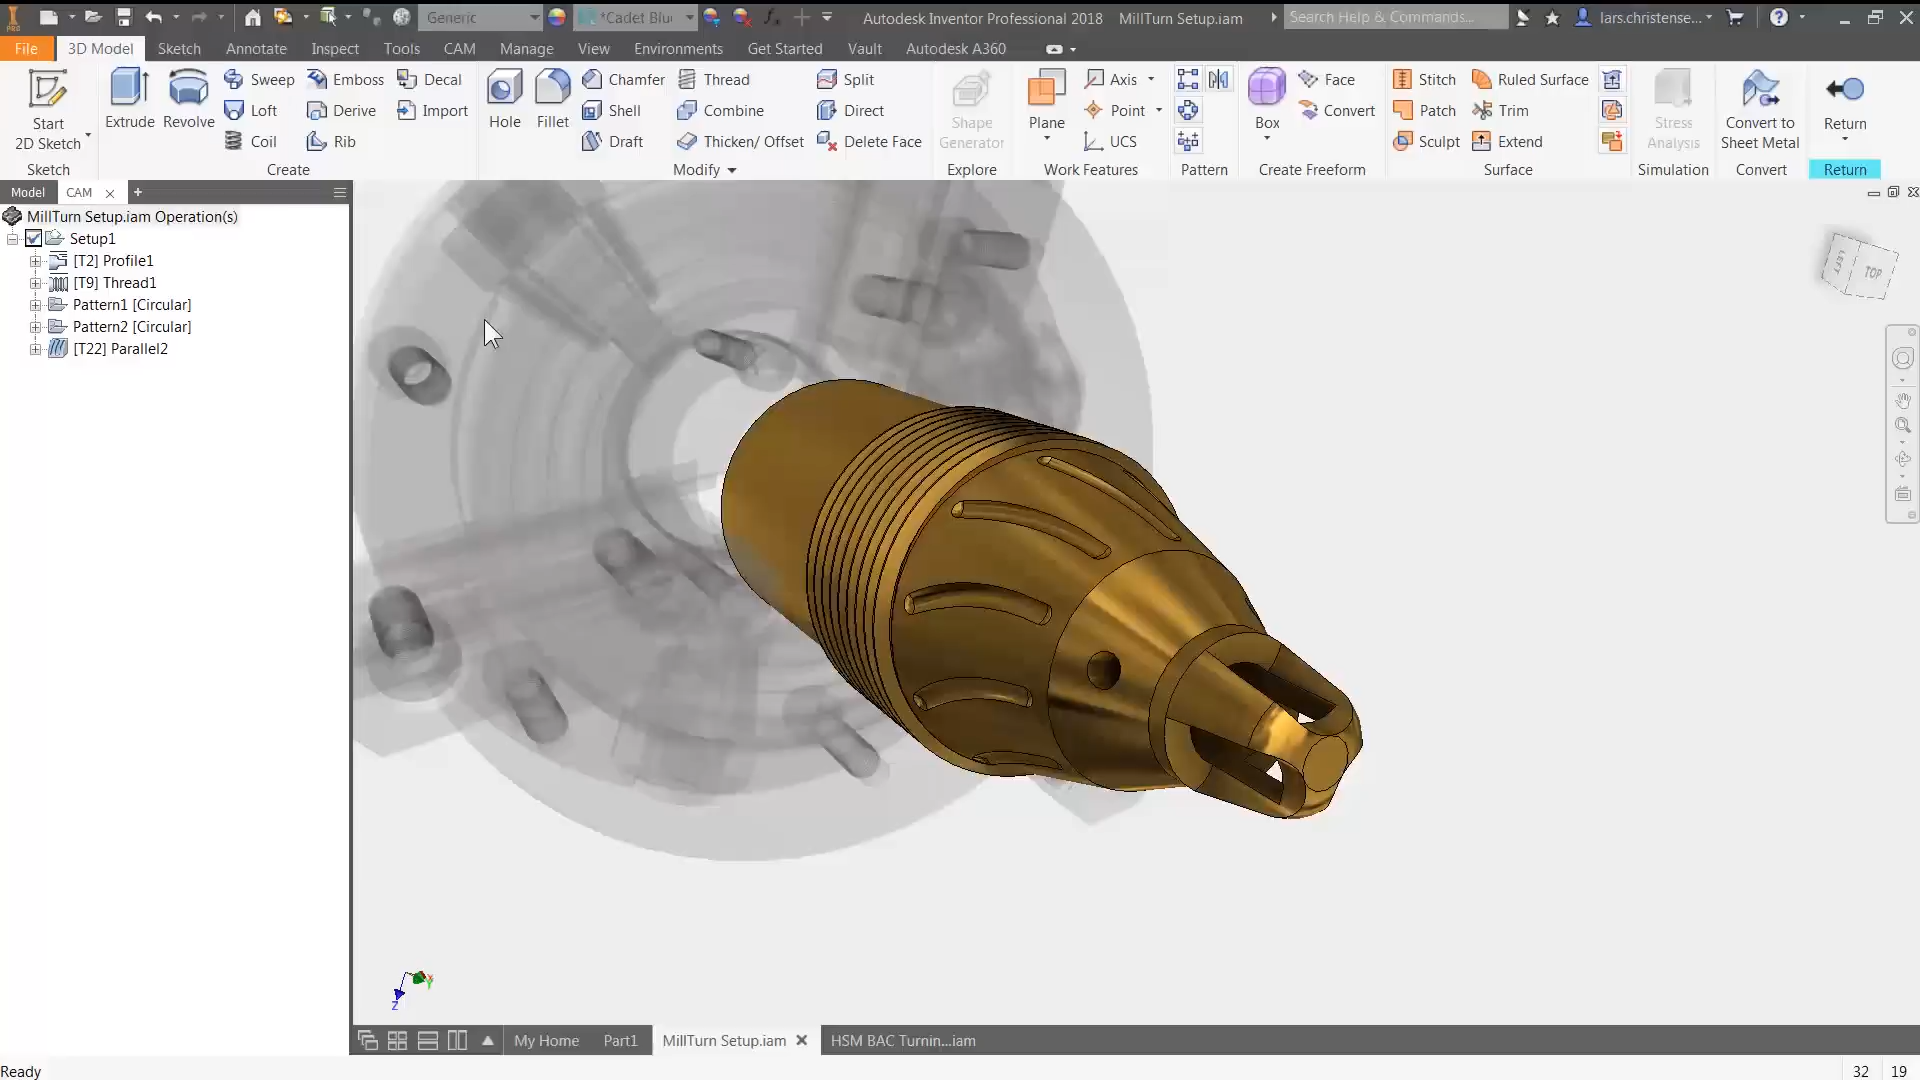 Generic
*Cadet Blu
Autodesk Inventor Professional 2018 MillTurn Setup.iam
Search Help & Commands...
lars.christense...
PRO
File 3D Model Sketch Annotate Inspect Tools CAM Manage View Environments Get Started Vault Autodesk A360
Start
2D Sketch
Extrude
Revolve
Sweep
Loft
Coil
Emboss
Derive
Rib
Decal
Import
Hole
Fillet
Chamfer
Shell
Draft
Thread
Combine
Thicken/ Offset
Split
Direct
Delete Face
Shape
Generator
Plane
Axis
Point
UCS
Box
Face
Convert
Stitch
Patch
Sculpt
Ruled Surface
Trim
Extend
Stress
Analysis
Convert to
Sheet Metal
Return
Sketch Create Modify Explore Work Features Pattern Create Freeform Surface Simulation Convert Return
Model CAM
MillTurn Setup.iam Operation(s)
Setup1
[T2] Profile1
[T9] Thread1
Pattern1 [Circular]
Pattern2 [Circular]
[T22] Parallel2
LEFT
TOP
Y
Z
My Home Part1 MillTurn Setup.iam HSM BAC Turnin...iam
Ready 32 19